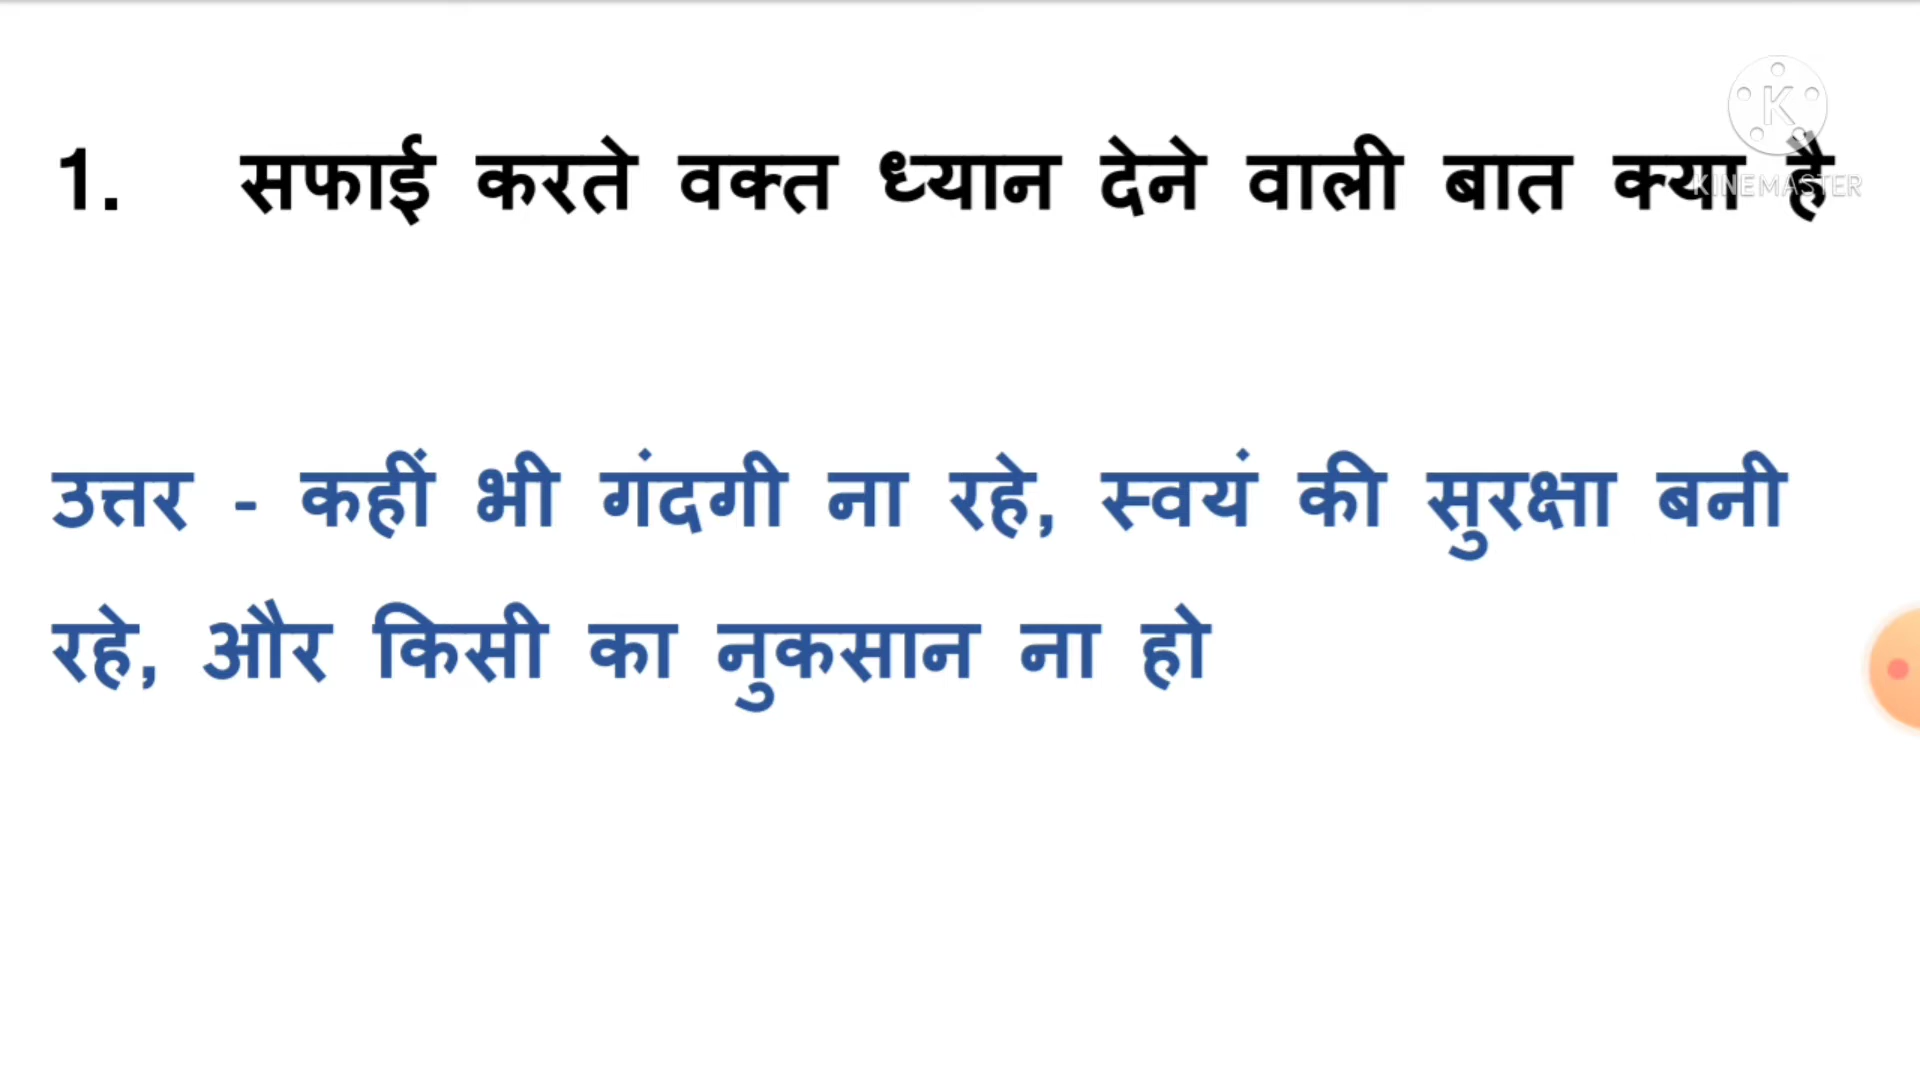 1. सफाई करते वक्त ध्यान देने वाली बात क्या है
K
KINEMASTER
उत्तर - कहीं भी गंदगी ना रहे, स्वयं की सुरक्षा बनी
रहे, और किसी का नुकसान ना हो